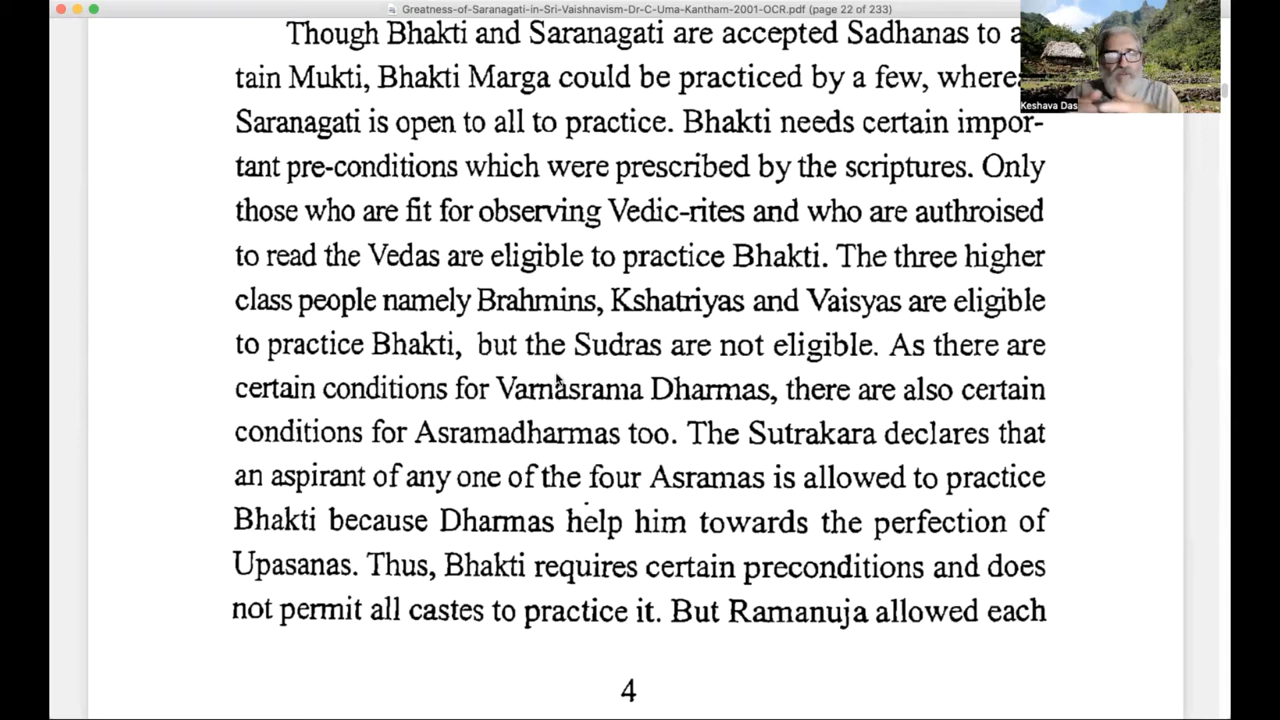 Greatness-of-Saranagati-in-Sri-Vaishnavism-Dr-C-Uma-Kantham-2001-OCR.pdf (page 22 of 233)
Though Bhakti and Saranagati are accepted Sadhanas to
tain Mukti, Bhakti Marga could be practiced by a few,
Saranagati is open to all to practice. Bhakti needs certain impor-
tant pre-conditions which were prescribed by the scriptures. Only
those who are fit for observing Vedic-rites and who are authroised
to read the Vedas are eligible to practice Bhakti. The three higher
class people namely Brahmins, Kshatriyas and Vaisyas are eligible
to practice Bhakti, but the Sudras are not eligible. As there are
certain conditions for Varnasrama Dharmas, there are also certain
conditions for Asramadharmas too. The Sutrakara declares that
an aspirant of any one of the four Asramas is allowed to practice
Bhakti because Dharmas help him towards the perfection of
Upasanas. Thus, Bhakti requires certain preconditions and does
not permit all castes to practice it. But Ramanuja allowed each
4
Keshava Das